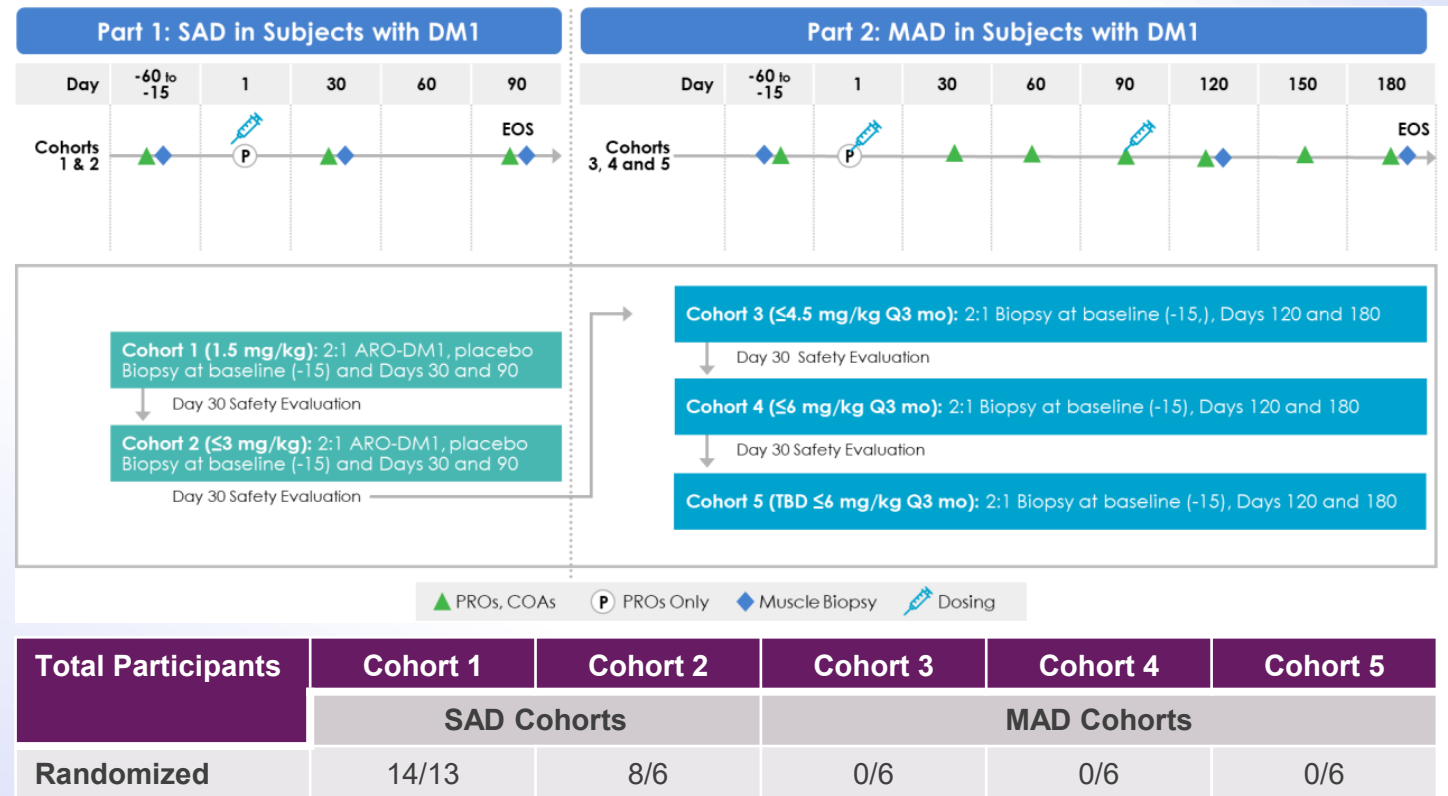 Part 1: SAD in Subjects with DM1
Part 2: MAD in Subjects with DM1
Day -60 to -15 1 30 60 90
Day -60 to -15 1 30 60 90 120 150 180
EOS
EOS
Cohorts
1 & 2
P
Cohorts
3, 4 and 5
P
Cohort 1 (1.5 mg/kg): 2:1 ARO-DM1, placebo
Biopsy at baseline (-15) and Days 30 and 90
Day 30 Safety Evaluation
Cohort 2 (≤3 mg/kg): 2:1 ARO-DM1, placebo
Biopsy at baseline (-15) and Days 30 and 90
Day 30 Safety Evaluation
Cohort 3 (≤4.5 mg/kg Q3 mo): 2:1 Biopsy at baseline (-15,), Days 120 and 180
Day 30 Safety Evaluation
Cohort 4 (≤6 mg/kg Q3 mo): 2:1 Biopsy at baseline (-15), Days 120 and 180
Day 30 Safety Evaluation
Cohort 5 (TBD ≤6 mg/kg Q3 mo): 2:1 Biopsy at baseline (-15), Days 120 and 180
PROs, COAs P PROs Only Muscle Biopsy Dosing
Total Participants Cohort 1 Cohort 2 Cohort 3 Cohort 4 Cohort 5
SAD Cohorts MAD Cohorts
Randomized 14/13 8/6 0/6 0/6 0/6